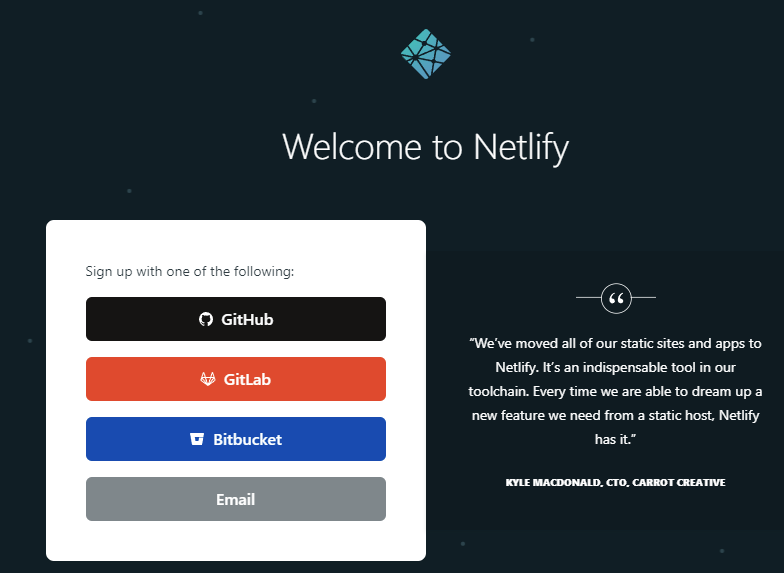 Welcome to Netlify
Sign up with one of the following:
GitHub
GitLab
Bitbucket
Email
“We’ve moved all of our static sites and apps to
Netlify. It’s an indispensable tool in our
toolchain. Every time we are able to dream up a
new feature we need from a static host, Netlify
has it.”
KYLE MACDONALD, CTO, CARROT CREATIVE